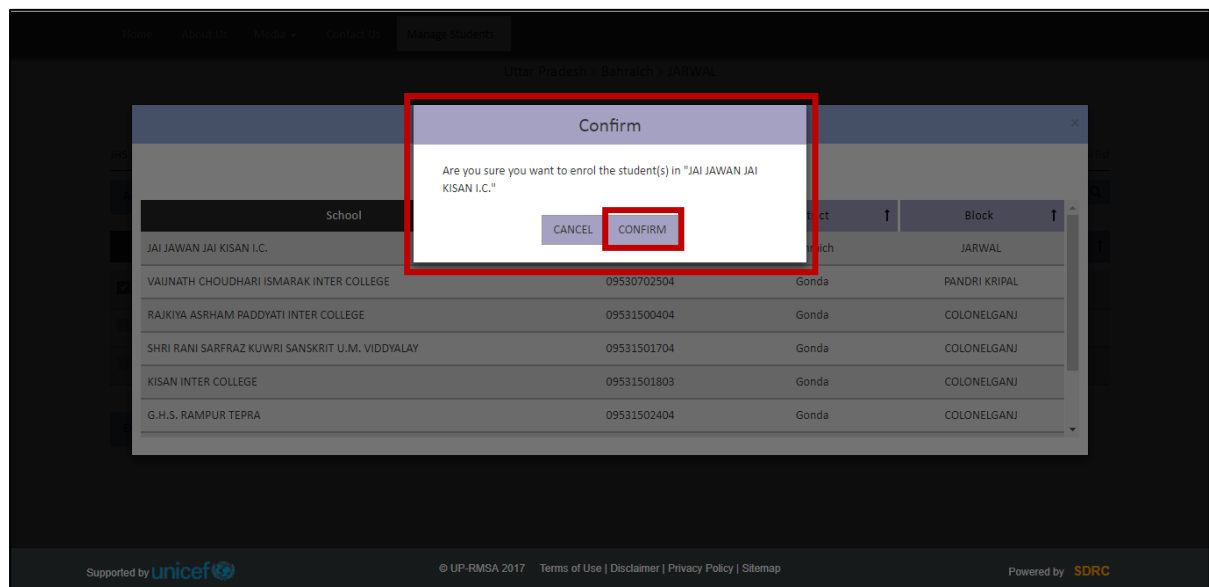 Home About Us Media Contact Us Manage Students
Uttar Pradesh Bahraich JARWAL
Confirm
×
Are you sure you want to enrol the student(s) in "JAI JAWAN JAI
KISAN I.C."
CANCEL CONFIRM
School Block
JAI JAWAN JAI KISAN I.C. JARWAL
VAIJNATH CHOUDHARI ISMARAK INTER COLLEGE 09530702504 Gonda PANDRI KRIPAL
RAJKIYA ASRHAM PADDYATI INTER COLLEGE 09531500404 Gonda COLONELGANJ
SHRI RANI SARFRAZ KUWRI SANSKRIT U.M. VIDDYALAY 09531501704 Gonda COLONELGANJ
KISAN INTER COLLEGE 09531501803 Gonda COLONELGANJ
G.H.S. RAMPUR TEPRA 09531502404 Gonda COLONELGANJ
Supported by unicef © UP-RMSA 2017 Terms of Use | Disclaimer | Privacy Policy | Sitemap Powered by SDRC